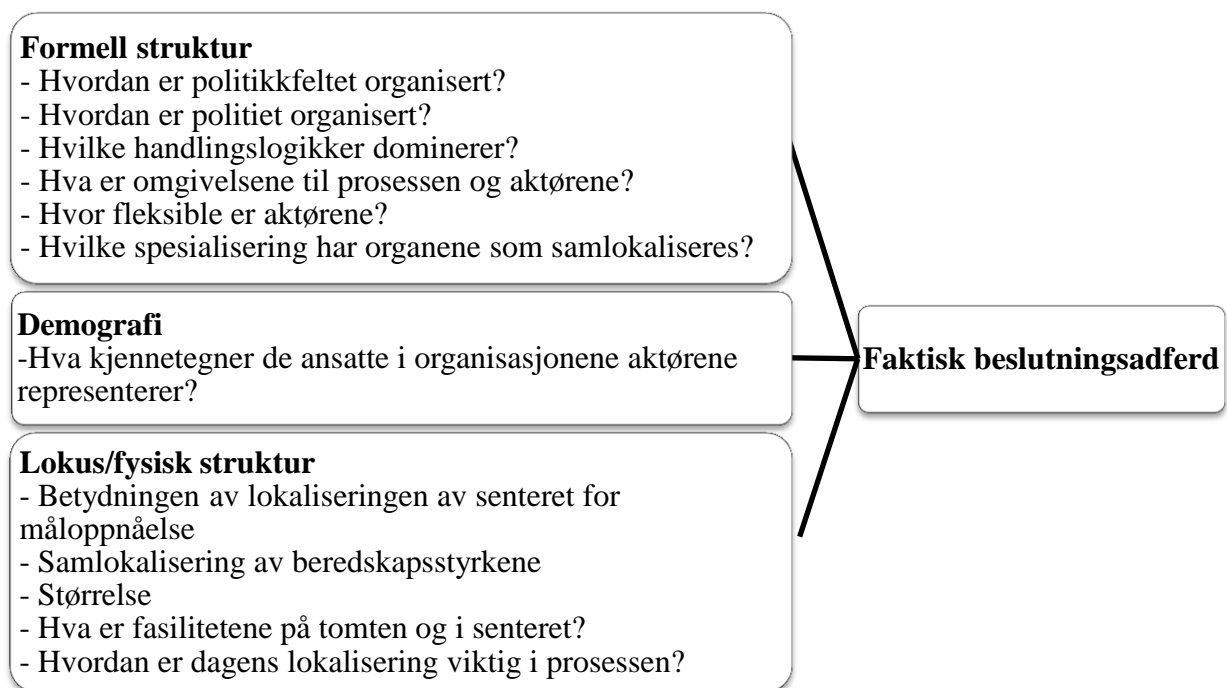 Formell struktur
- Hvordan er politikkfeltet organisert?
- Hvordan er politiet organisert?
- Hvilke handlingslogikker dominerer?
- Hva er omgivelsene til prosessen og aktørene?
- Hvor fleksible er aktørene?
- Hvilke spesialisering har organene som samlokaliseres?
Demografi
-Hva kjennetegner de ansatte i organisasjonene aktørene
representerer?
Lokus/fysisk struktur
- Betydningen av lokaliseringen av senteret for
måloppnåelse
- Samlokalisering av beredskapsstyrkene
- Størrelse
- Hva er fasilitetene på tomten og i senteret?
- Hvordan er dagens lokalisering viktig i prosessen?
Faktisk beslutningsadferd